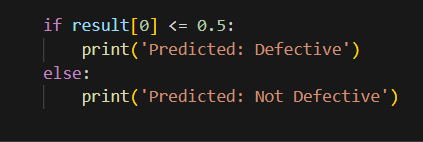 if result[0] <= 0.5:
    print('Predicted: Defective')
else:
    print('Predicted: Not Defective')